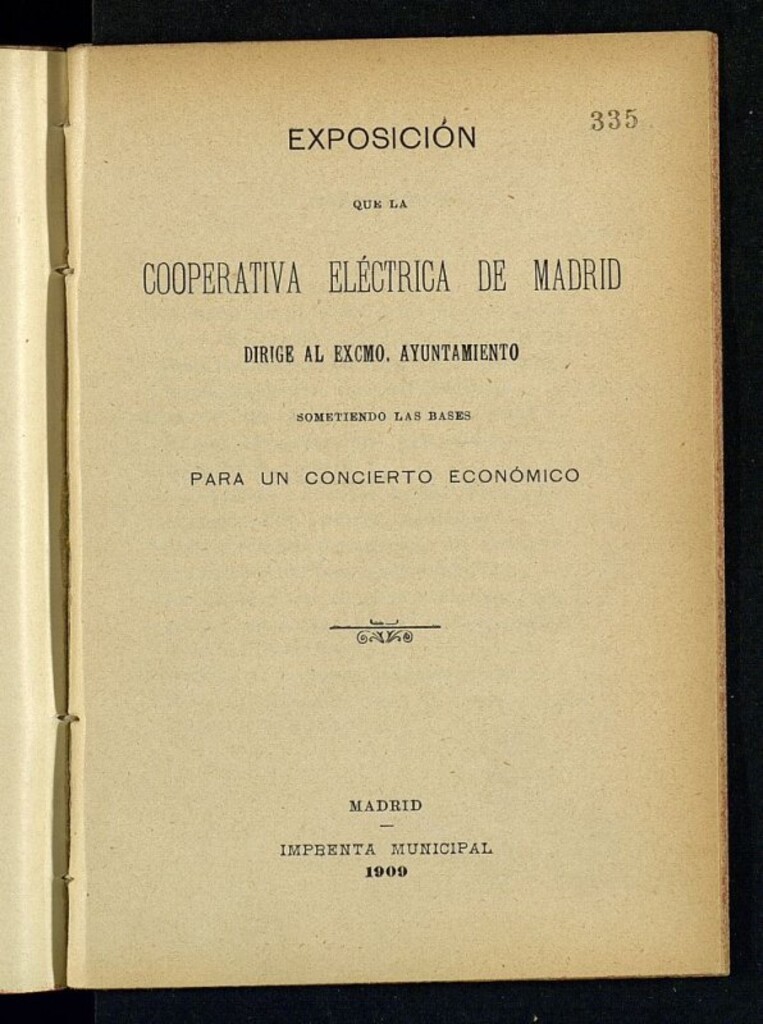 335
EXPOSICIÓN
QUE LA
COOPERATIVA ELÉCTRICA DE MADRID
DIRIGE AL EXCMO. AYUNTAMIENTO
SOMETIENDO LAS BASES
PARA UN CONCIERTO ECONÓMICO
MADRID
IMPRENTA MUNICIPAL
1909